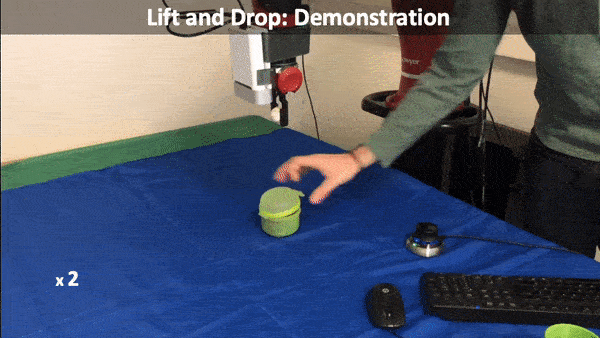 Lift and Drop: Demonstration
x 2